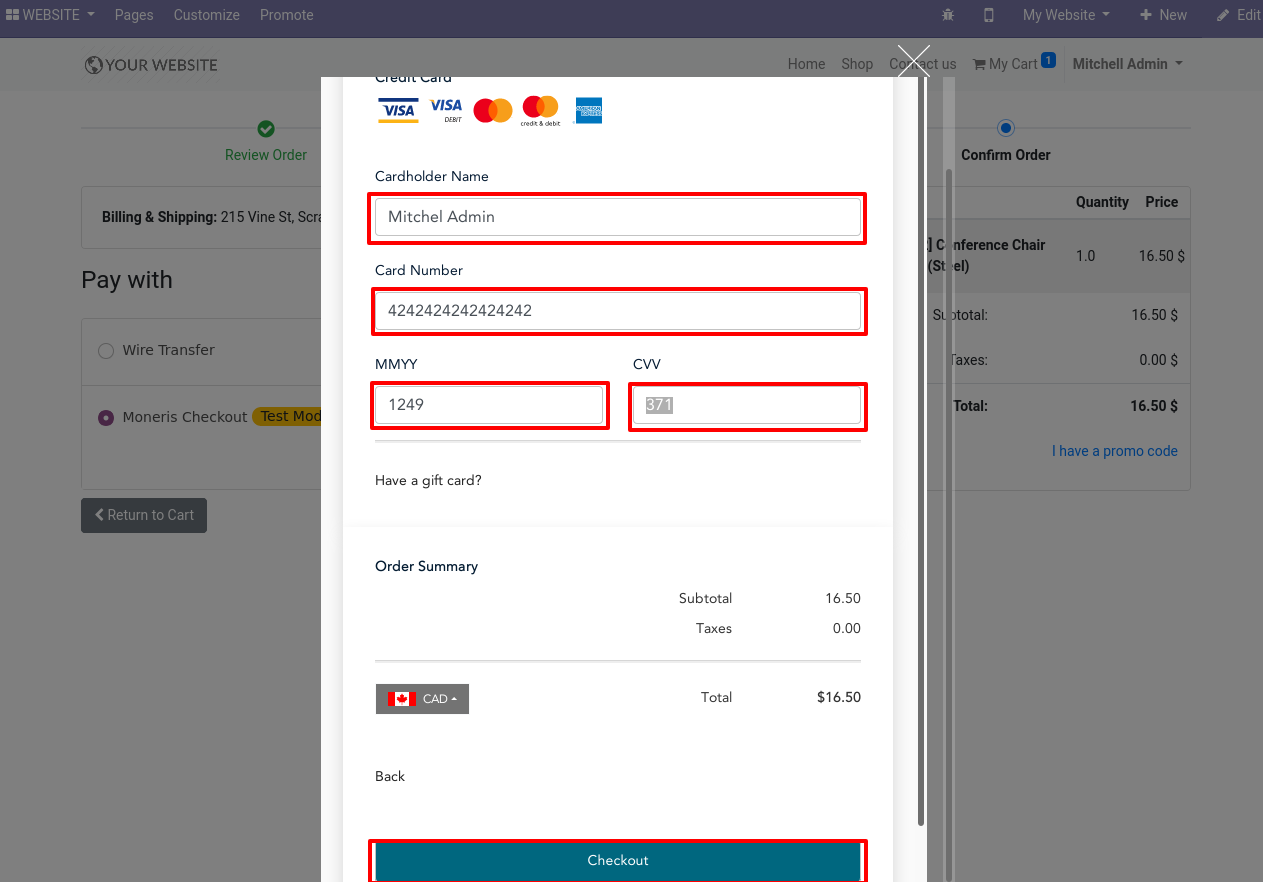 WEBSITE Pages Customize Promote My Website New Edit
YOUR WEBSITE Home Shop Contact us My Cart 1 Mitchell Admin
Review Order
Confirm Order
Billing & Shipping: 215 Vine St, Scra
Pay with
Wire Transfer
Moneris Checkout Test Mod
Return to Cart
Credit Card
VISA VISA DEBIT credit & debit AMERICAN EXPRESS
Cardholder Name
Mitchel Admin
Card Number
4242424242424242
MMYY CVV
1249 371
Have a gift card?
Order Summary
Subtotal 16.50
Taxes 0.00
CAD Total $16.50
Back
Checkout
Quantity Price
] Conference Chair
(Steel) 1.0 16.50 $
Subtotal: 16.50 $
Taxes: 0.00 $
Total: 16.50 $
I have a promo code